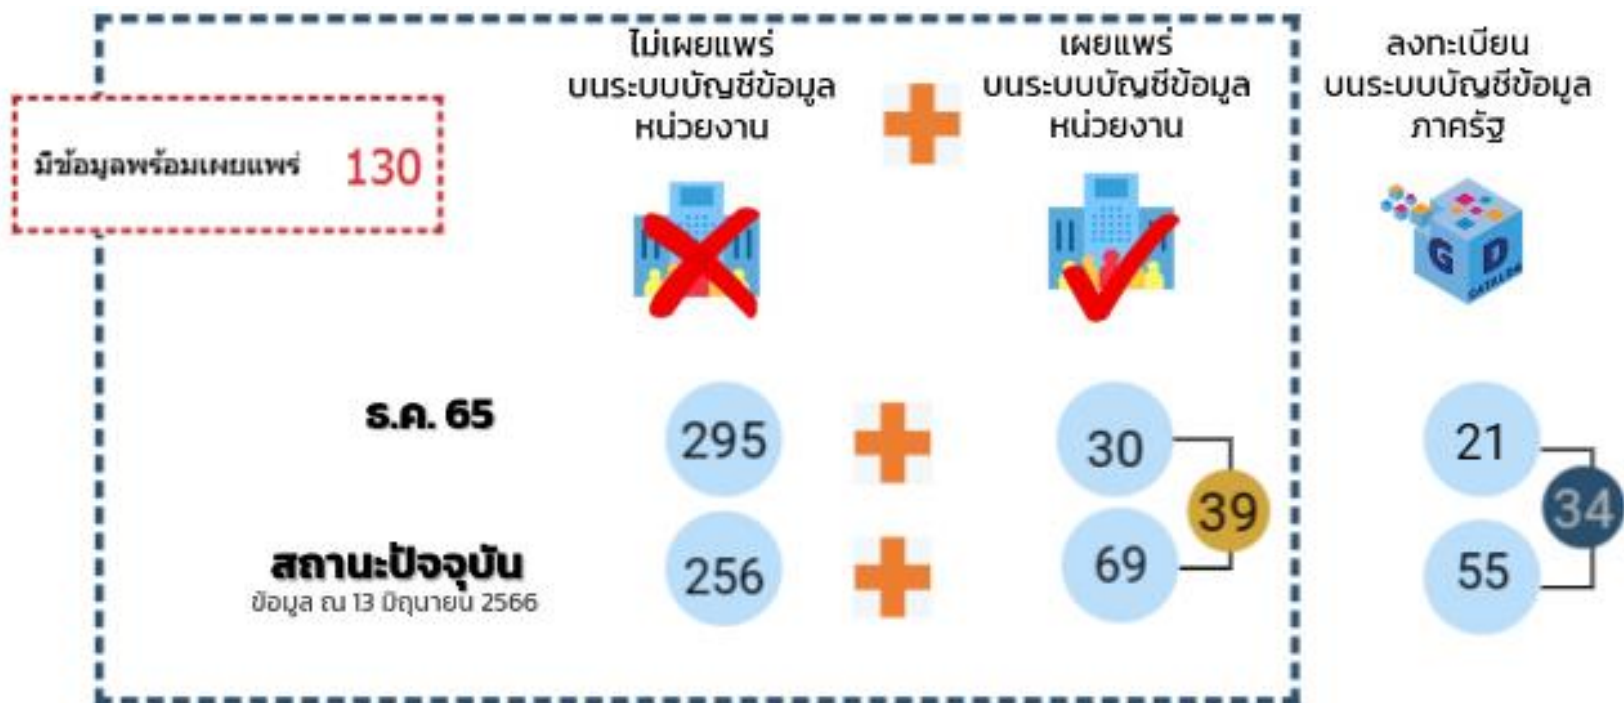 ไม่เผยแพร่
บนระบบบัญชีข้อมูล
หน่วยงาน
เผยแพร่
บนระบบบัญชีข้อมูล
หน่วยงาน
ลงทะเบียน
บนระบบบัญชีข้อมูล
ภาครัฐ
มีข้อมูลพร้อมเผยแพร่ 130
G D
ธ.ค. 65
295
30
21
39
34
สถานะปัจจุบัน
ข้อมูล ณ 13 มิถุนายน 2566
256
69
55